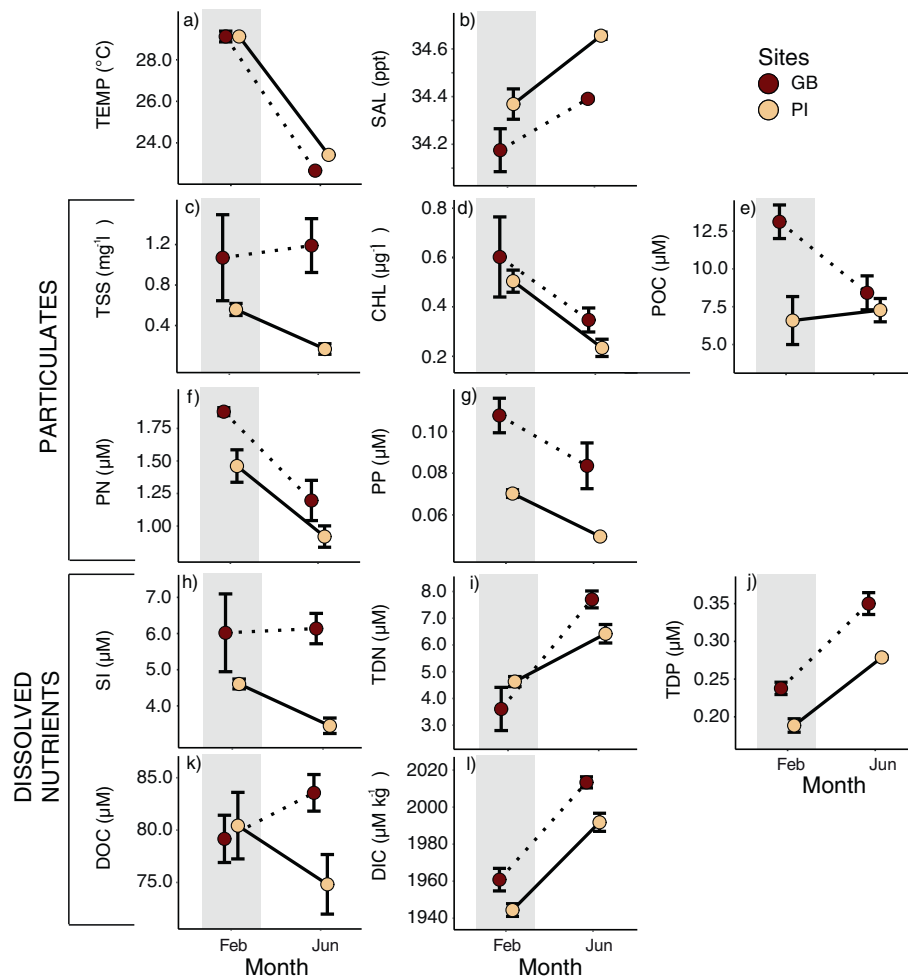 a)
TEMP (°C)
28.0
26.0
24.0
b)
SAL (ppt)
34.6
34.4
34.2
Sites
GB
PI
PARTICULATES
c)
TSS (mg⁻¹l )
1.2
0.8
0.4
d)
CHL (µg⁻¹l )
0.8
0.6
0.4
0.2
e)
POC (µM)
12.5
10.0
7.5
5.0
f)
PN (µM)
1.75
1.50
1.25
1.00
g)
PP (µM)
0.10
0.08
0.06
DISSOLVED
NUTRIENTS
h)
SI (µM)
7.0
6.0
5.0
4.0
i)
TDN (µM)
8.0
7.0
6.0
5.0
4.0
3.0
j)
TDP (µM)
0.35
0.30
0.25
0.20
Feb Jun
Month
k)
DOC (µM)
85.0
80.0
75.0
Feb Jun
Month
l)
DIC (µM kg⁻¹)
2020
2000
1980
1960
1940
Feb Jun
Month